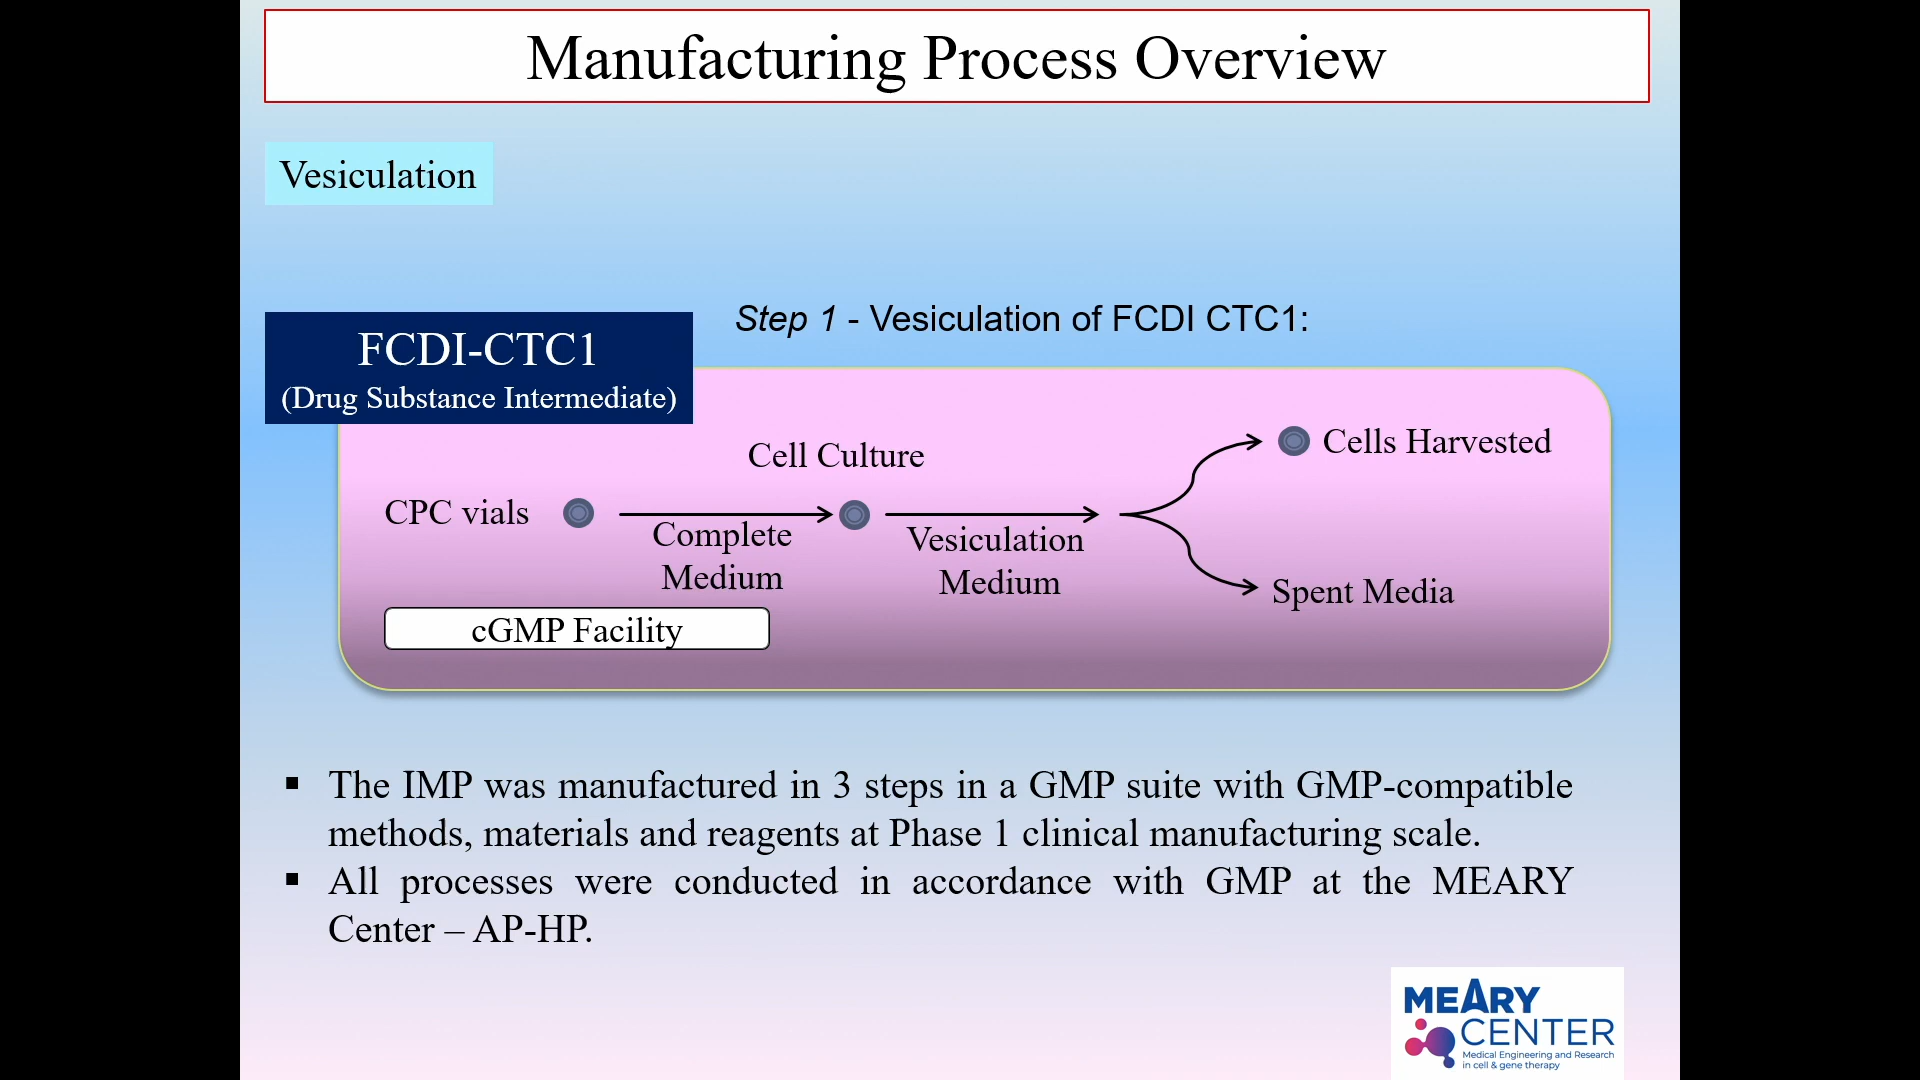 Manufacturing Process Overview
Vesiculation
Step 1 - Vesiculation of FCDI CTC1:
FCDI-CTC1
(Drug Substance Intermediate)
Cell Culture
Cells Harvested
CPC vials
Complete
Medium
Vesiculation
Medium
Spent Media
cGMP Facility
▪ The IMP was manufactured in 3 steps in a GMP suite with GMP-compatible
methods, materials and reagents at Phase 1 clinical manufacturing scale.
▪ All processes were conducted in accordance with GMP at the MEARY
Center – AP-HP.
MEARY
CENTER
Medical Engineering and Research
in cell & gene therapy